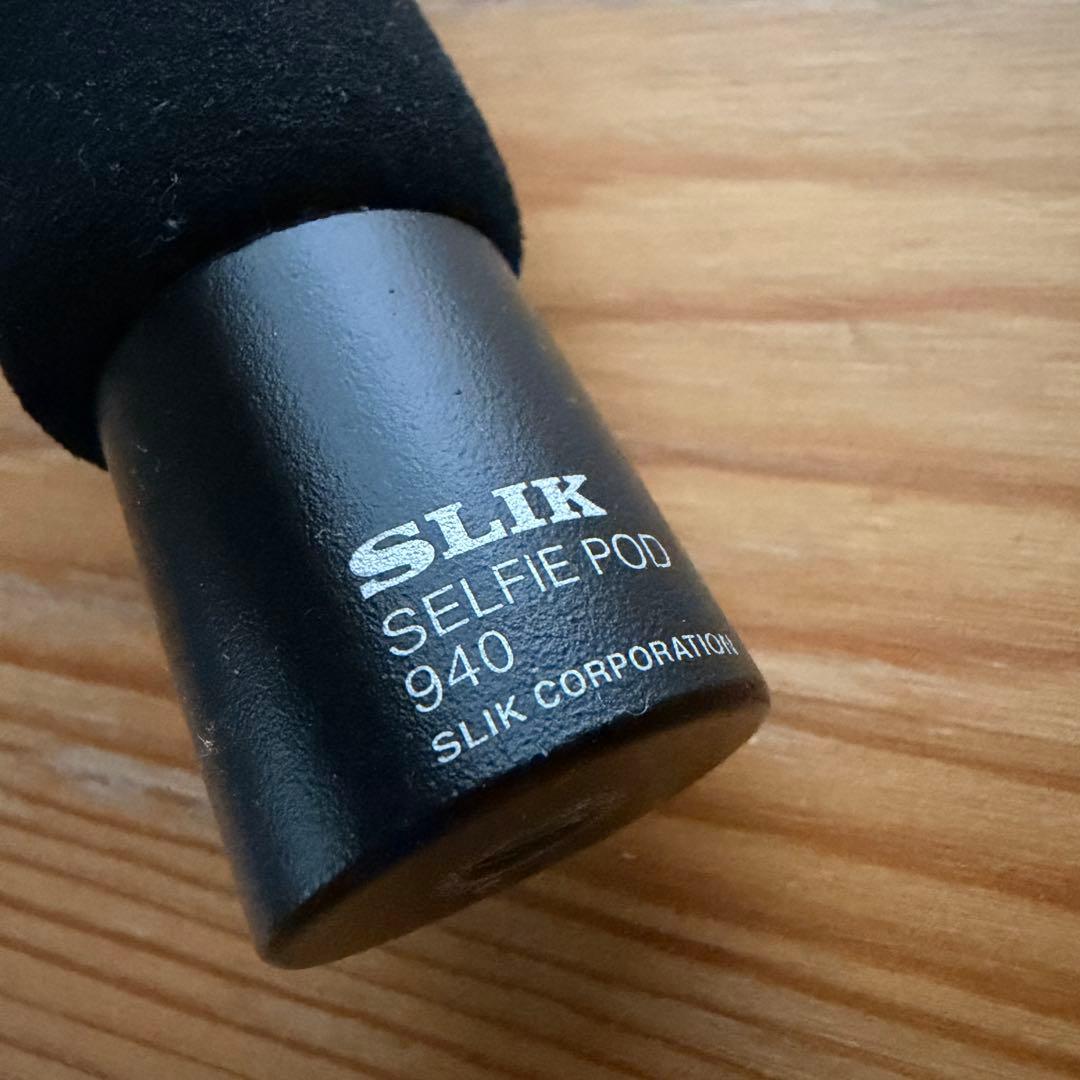 SLIK
SELFIE POD
940
SLIK CORPORATION